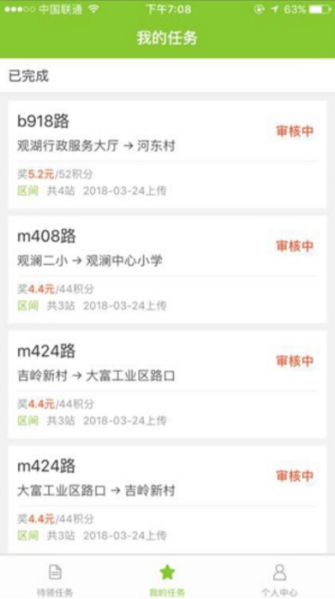 中国联通 下午7:08 63%
我的任务
已完成
b918路
审核中
观湖行政服务大厅 → 河东村
奖5.2元/52积分
区间 共4站 2018-03-24上传
m408路
审核中
观澜二小 → 观澜中心小学
奖4.4元/44积分
区间 共3站 2018-03-24上传
m424路
审核中
吉岭新村 → 大富工业区路口
奖4.4元/44积分
区间 共3站 2018-03-24上传
m424路
审核中
大富工业区路口 → 吉岭新村
奖4.4元/44积分
区间 共3站 2018-03-24上传
待领任务 我的任务 个人中心